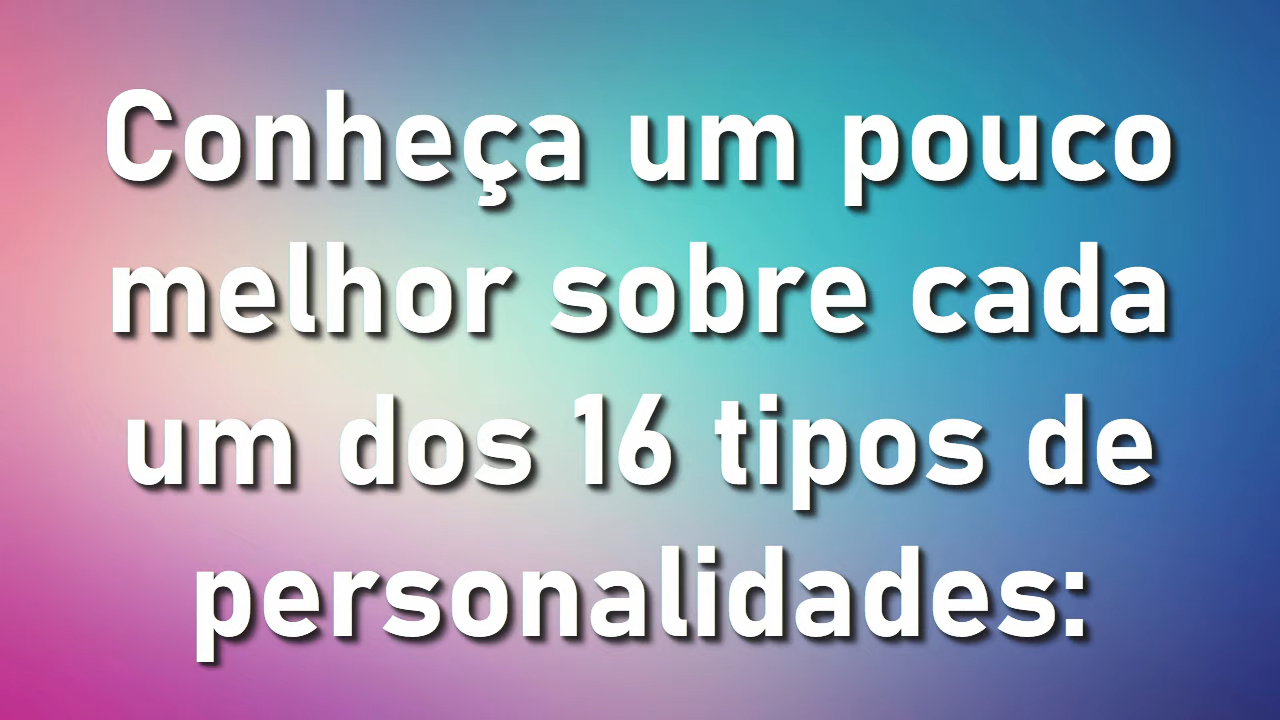 Conheça um pouco
melhor sobre cada
um dos 16 tipos de
personalidades: